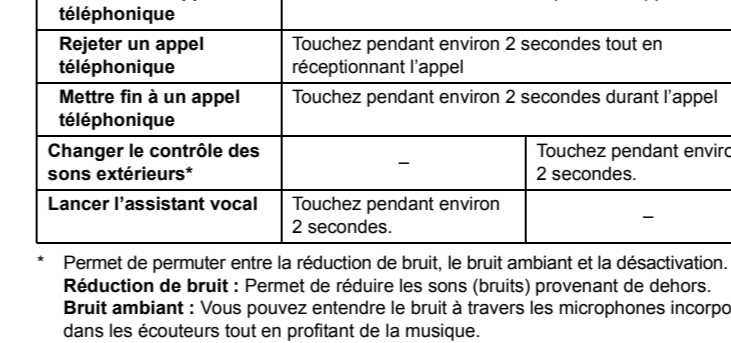 téléphonique
Rejeter un appel
téléphonique
Touchez pendant environ 2 secondes tout en
réceptionnant l'appel
Mettre fin à un appel
téléphonique
Touchez pendant environ 2 secondes durant l'appel
Changer le contrôle des
sons extérieurs*
–
Touchez pendant
2 secondes.
Lancer l'assistant vocal
Touchez pendant environ
2 secondes.
–
* Permet de permuter entre la réduction de bruit, le bruit ambiant et la désactivation.
Réduction de bruit : Permet de réduire les sons (bruits) provenant de dehors.
Bruit ambiant : Vous pouvez entendre le bruit à travers les microphones
dans les écouteurs tout en profitant de la musique.